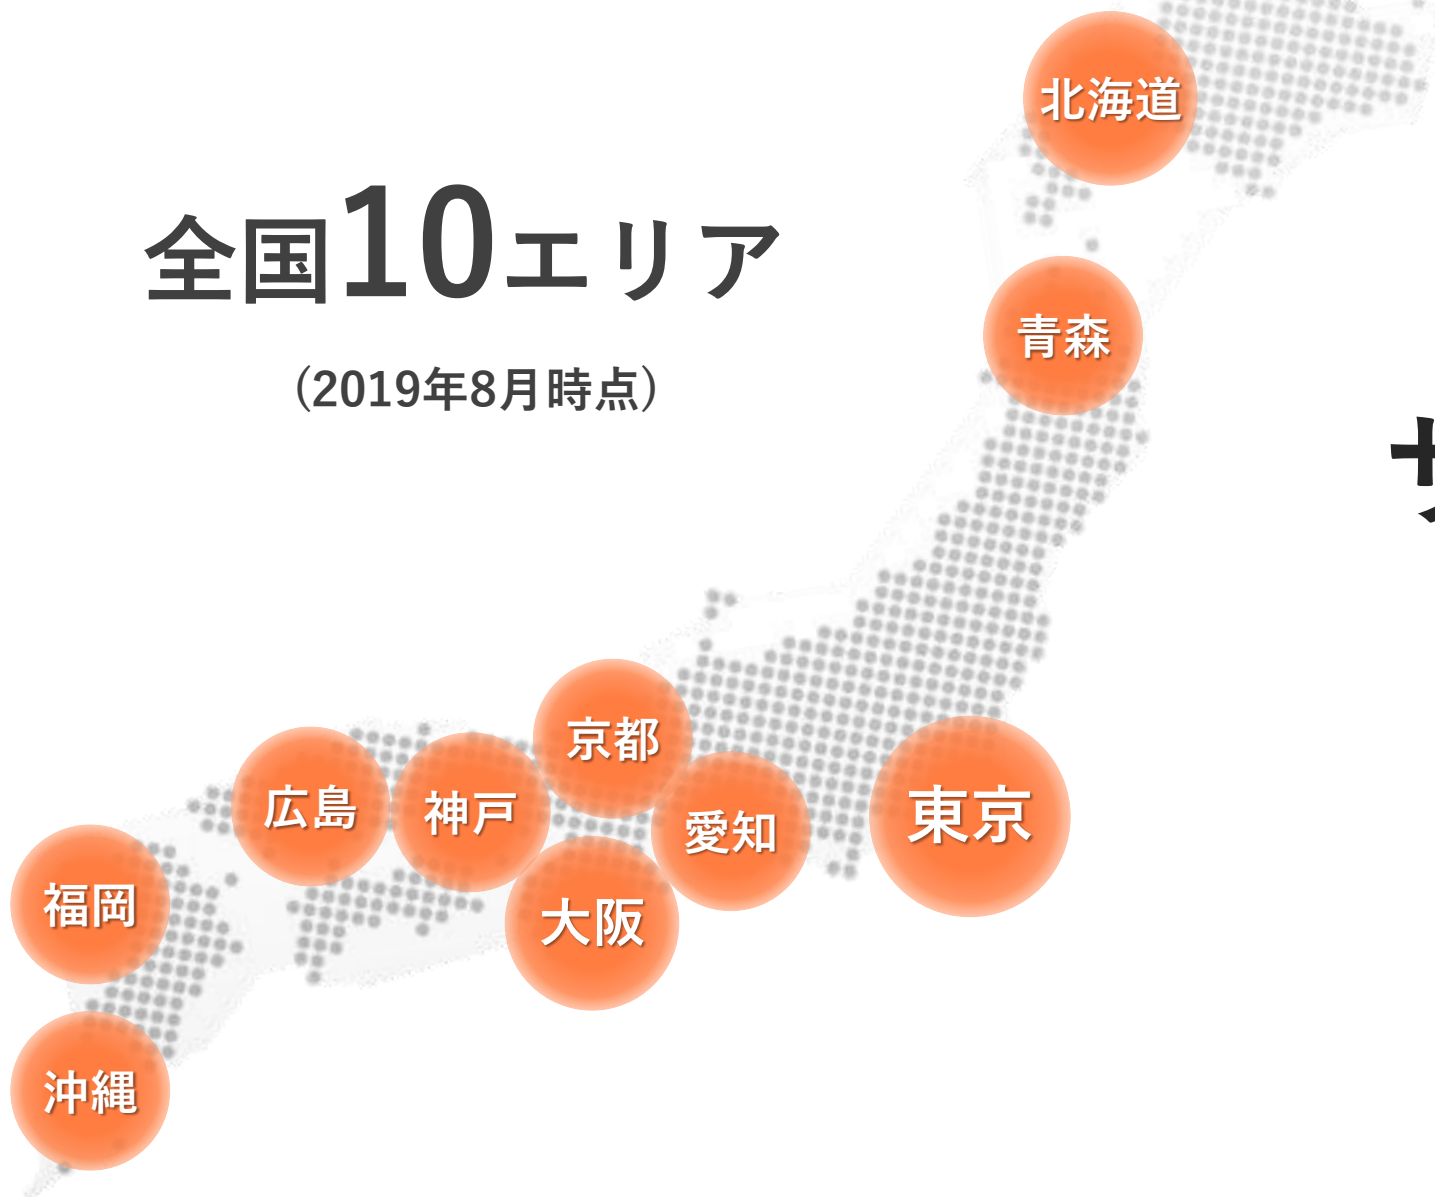 全国10エリア
(2019年8月時点)
北海道
青森
京都
広島
神戸
愛知
東京
福岡
大阪
沖縄